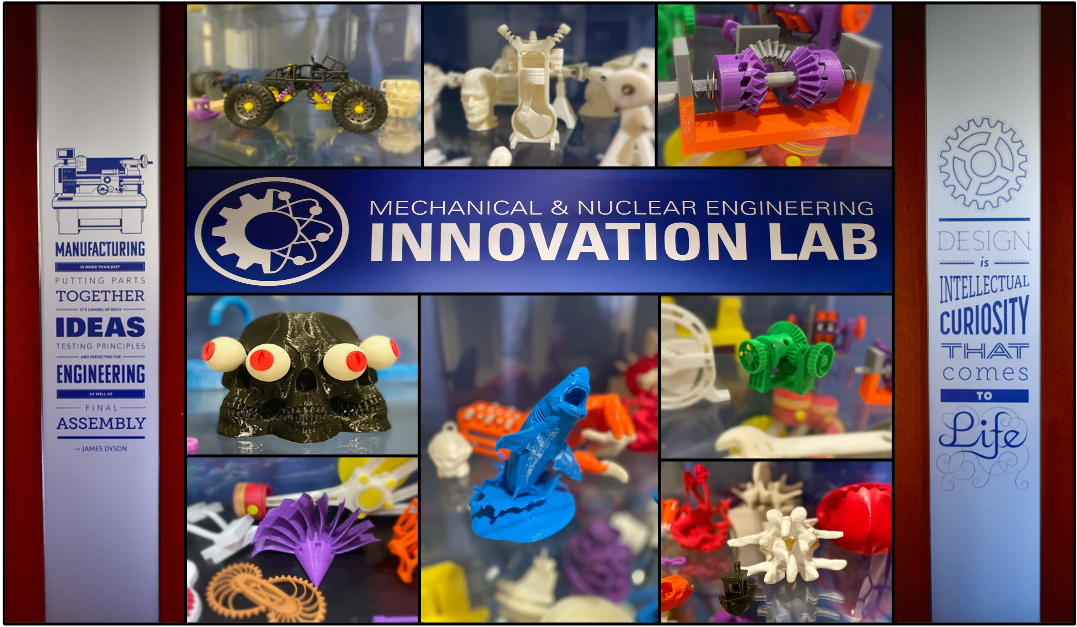 MANUFACTURING
IS MORE THAN JUST
PUTTING PARTS
TOGETHER
IT'S COMING UP WITH
IDEAS
TESTING PRINCIPLES
AND PERFECTING THE
ENGINEERING
AS WELL AS
FINAL
ASSEMBLY
— JAMES DYSON
MECHANICAL & NUCLEAR ENGINEERING
INNOVATION LAB
DESIGN
is
INTELLECTUAL
CURIOSITY
THAT
comes
TO
Life